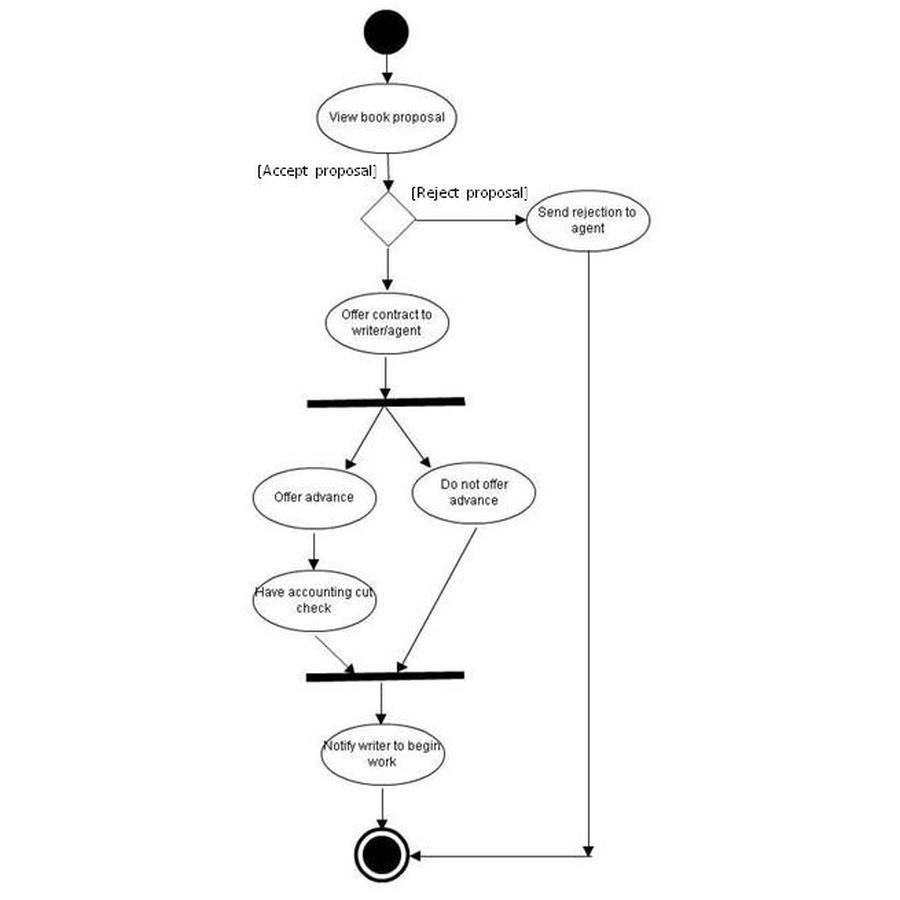 View book proposal
[Accept proposal]
[Reject proposal]
Send rejection to
agent
Offer contract to
writer/agent
Offer advance
Do not offer
advance
Have accounting cut
check
Notify writer to begin
work